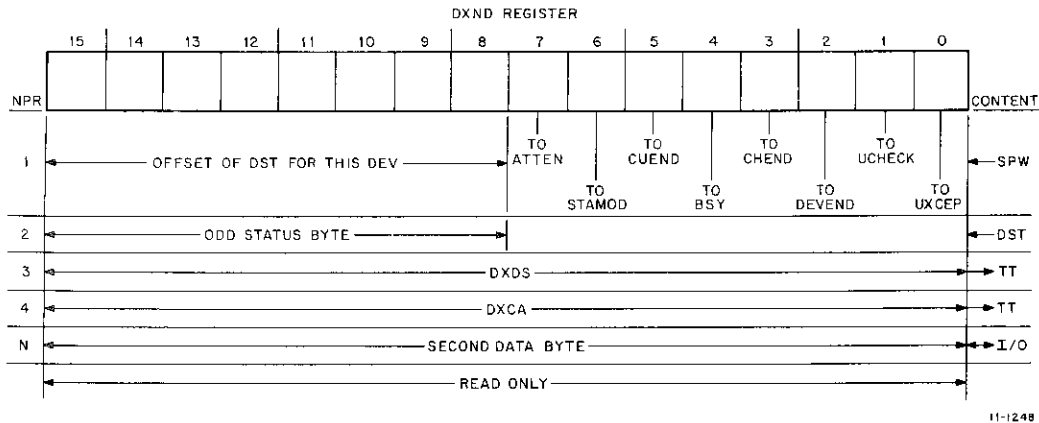 DXND REGISTER
15 14 13 12 11 10 9 8 7 6 5 4 3 2 1 0
NPR CONTENT
TO TO TO TO
1 OFFSET OF DST FOR THIS DEV ATTEN CUEND CHEND UCHECK SPW
TO TO TO TO
STAMOD BSY DEVEND UXCEP
2 ODD STATUS BYTE DST
3 DXDS TT
4 DXCA TT
N SECOND DATA BYTE I/O
READ ONLY
11-1248